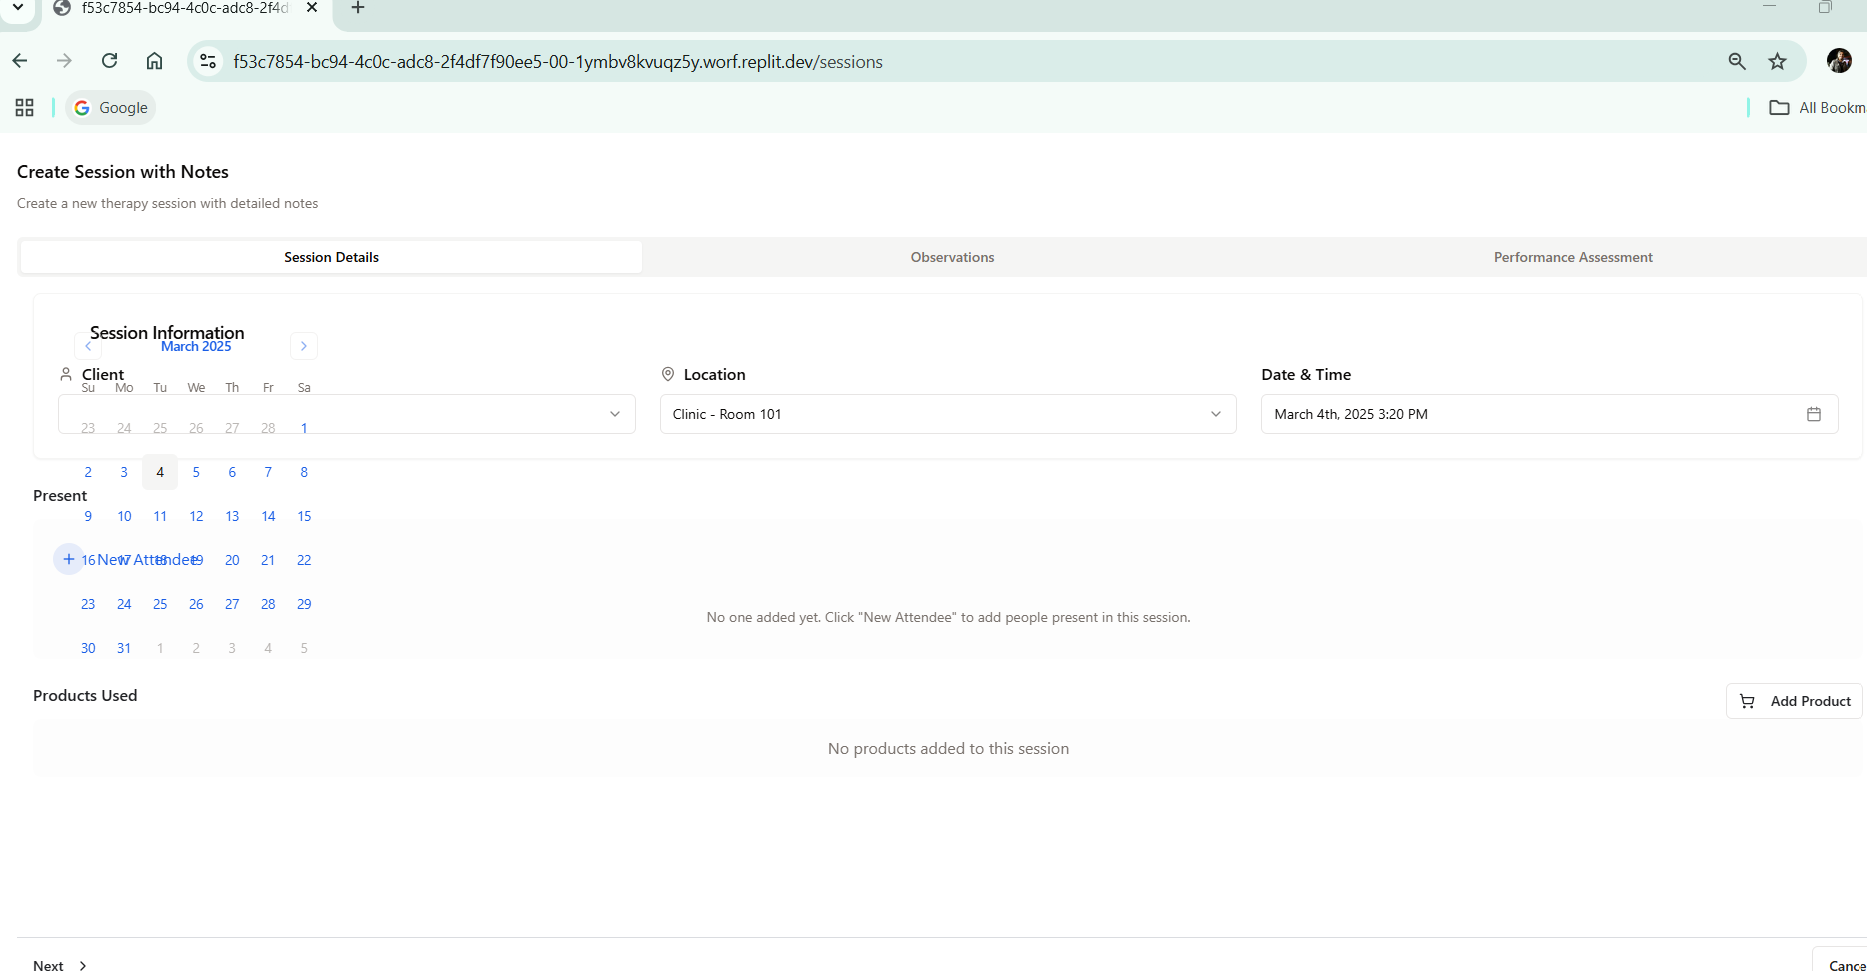 f53c7854-bc94-4c0c-adc8-2f4d
f53c7854-bc94-4c0c-adc8-2f4df7f90ee5-00-1ymbv8kvuqz5y.worf.replit.dev/sessions
Google
All Bookm
Create Session with Notes
Create a new therapy session with detailed notes
Session Details
Observations
Performance Assessment
Session Information
March 2025
Client
Location
Date & Time
Su Mo Tu We Th Fr Sa
Clinic - Room 101
March 4th, 2025 3:20 PM
23 24 25 26 27 28 1
2 3 4 5 6 7 8
Present
9 10 11 12 13 14 15
New Attendee
16 17 18 19 20 21 22
23 24 25 26 27 28 29
No one added yet. Click "New Attendee" to add people present in this session.
30 31 1 2 3 4 5
Products Used
Add Product
No products added to this session
Next
Cance